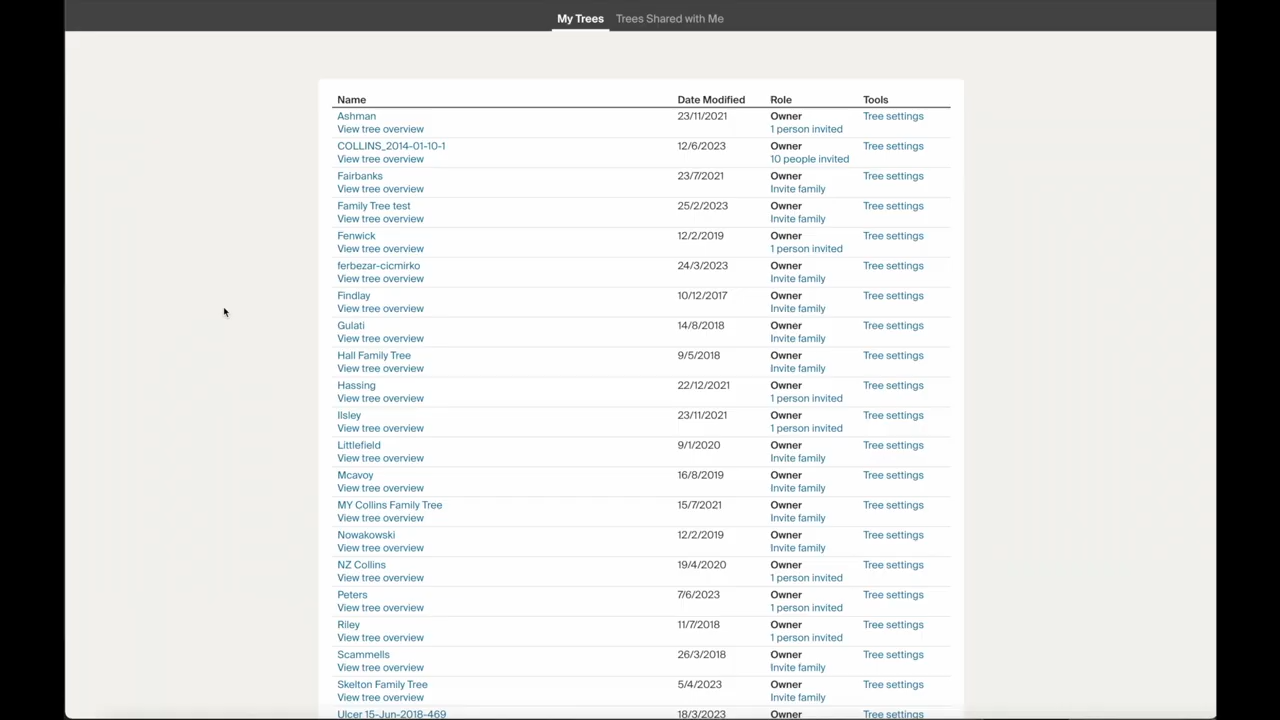 My Trees Trees Shared with Me
Name Date Modified Role Tools
Ashman 23/11/2021 Owner Tree settings
View tree overview 1 person invited
COLLINS_2014-01-10-1 12/6/2023 Owner Tree settings
View tree overview 10 people invited
Fairbanks 23/7/2021 Owner Tree settings
View tree overview Invite family
Family Tree test 25/2/2023 Owner Tree settings
View tree overview Invite family
Fenwick 12/2/2019 Owner Tree settings
View tree overview 1 person invited
ferbezar-cicmirko 24/3/2023 Owner Tree settings
View tree overview Invite family
Findlay 10/12/2017 Owner Tree settings
View tree overview Invite family
Gulati 14/8/2018 Owner Tree settings
View tree overview Invite family
Hall Family Tree 9/5/2018 Owner Tree settings
View tree overview Invite family
Hassing 22/12/2021 Owner Tree settings
View tree overview 1 person invited
Ilsley 23/11/2021 Owner Tree settings
View tree overview 1 person invited
Littlefield 9/1/2020 Owner Tree settings
View tree overview Invite family
Mcavoy 16/8/2019 Owner Tree settings
View tree overview Invite family
MY Collins Family Tree 15/7/2021 Owner Tree settings
View tree overview Invite family
Nowakowski 12/2/2019 Owner Tree settings
View tree overview Invite family
NZ Collins 19/4/2020 Owner Tree settings
View tree overview 1 person invited
Peters 7/6/2023 Owner Tree settings
View tree overview 1 person invited
Riley 11/7/2018 Owner Tree settings
View tree overview 1 person invited
Scammells 26/3/2018 Owner Tree settings
View tree overview Invite family
Skelton Family Tree 5/4/2023 Owner Tree settings
View tree overview Invite family
Ulcer 15-Jun-2018-469 18/3/2023 Owner Tree settings